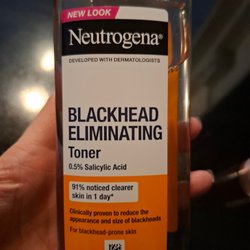 NEW LOOK
Neutrogena®
DEVELOPED WITH DERMATOLOGISTS
BLACKHEAD
ELIMINATING
Toner
0.5% Salicylic Acid
91% noticed clearer
skin in 1 day*
Clinically proven to reduce the
appearance and size of blackheads
For blackhead-prone skin